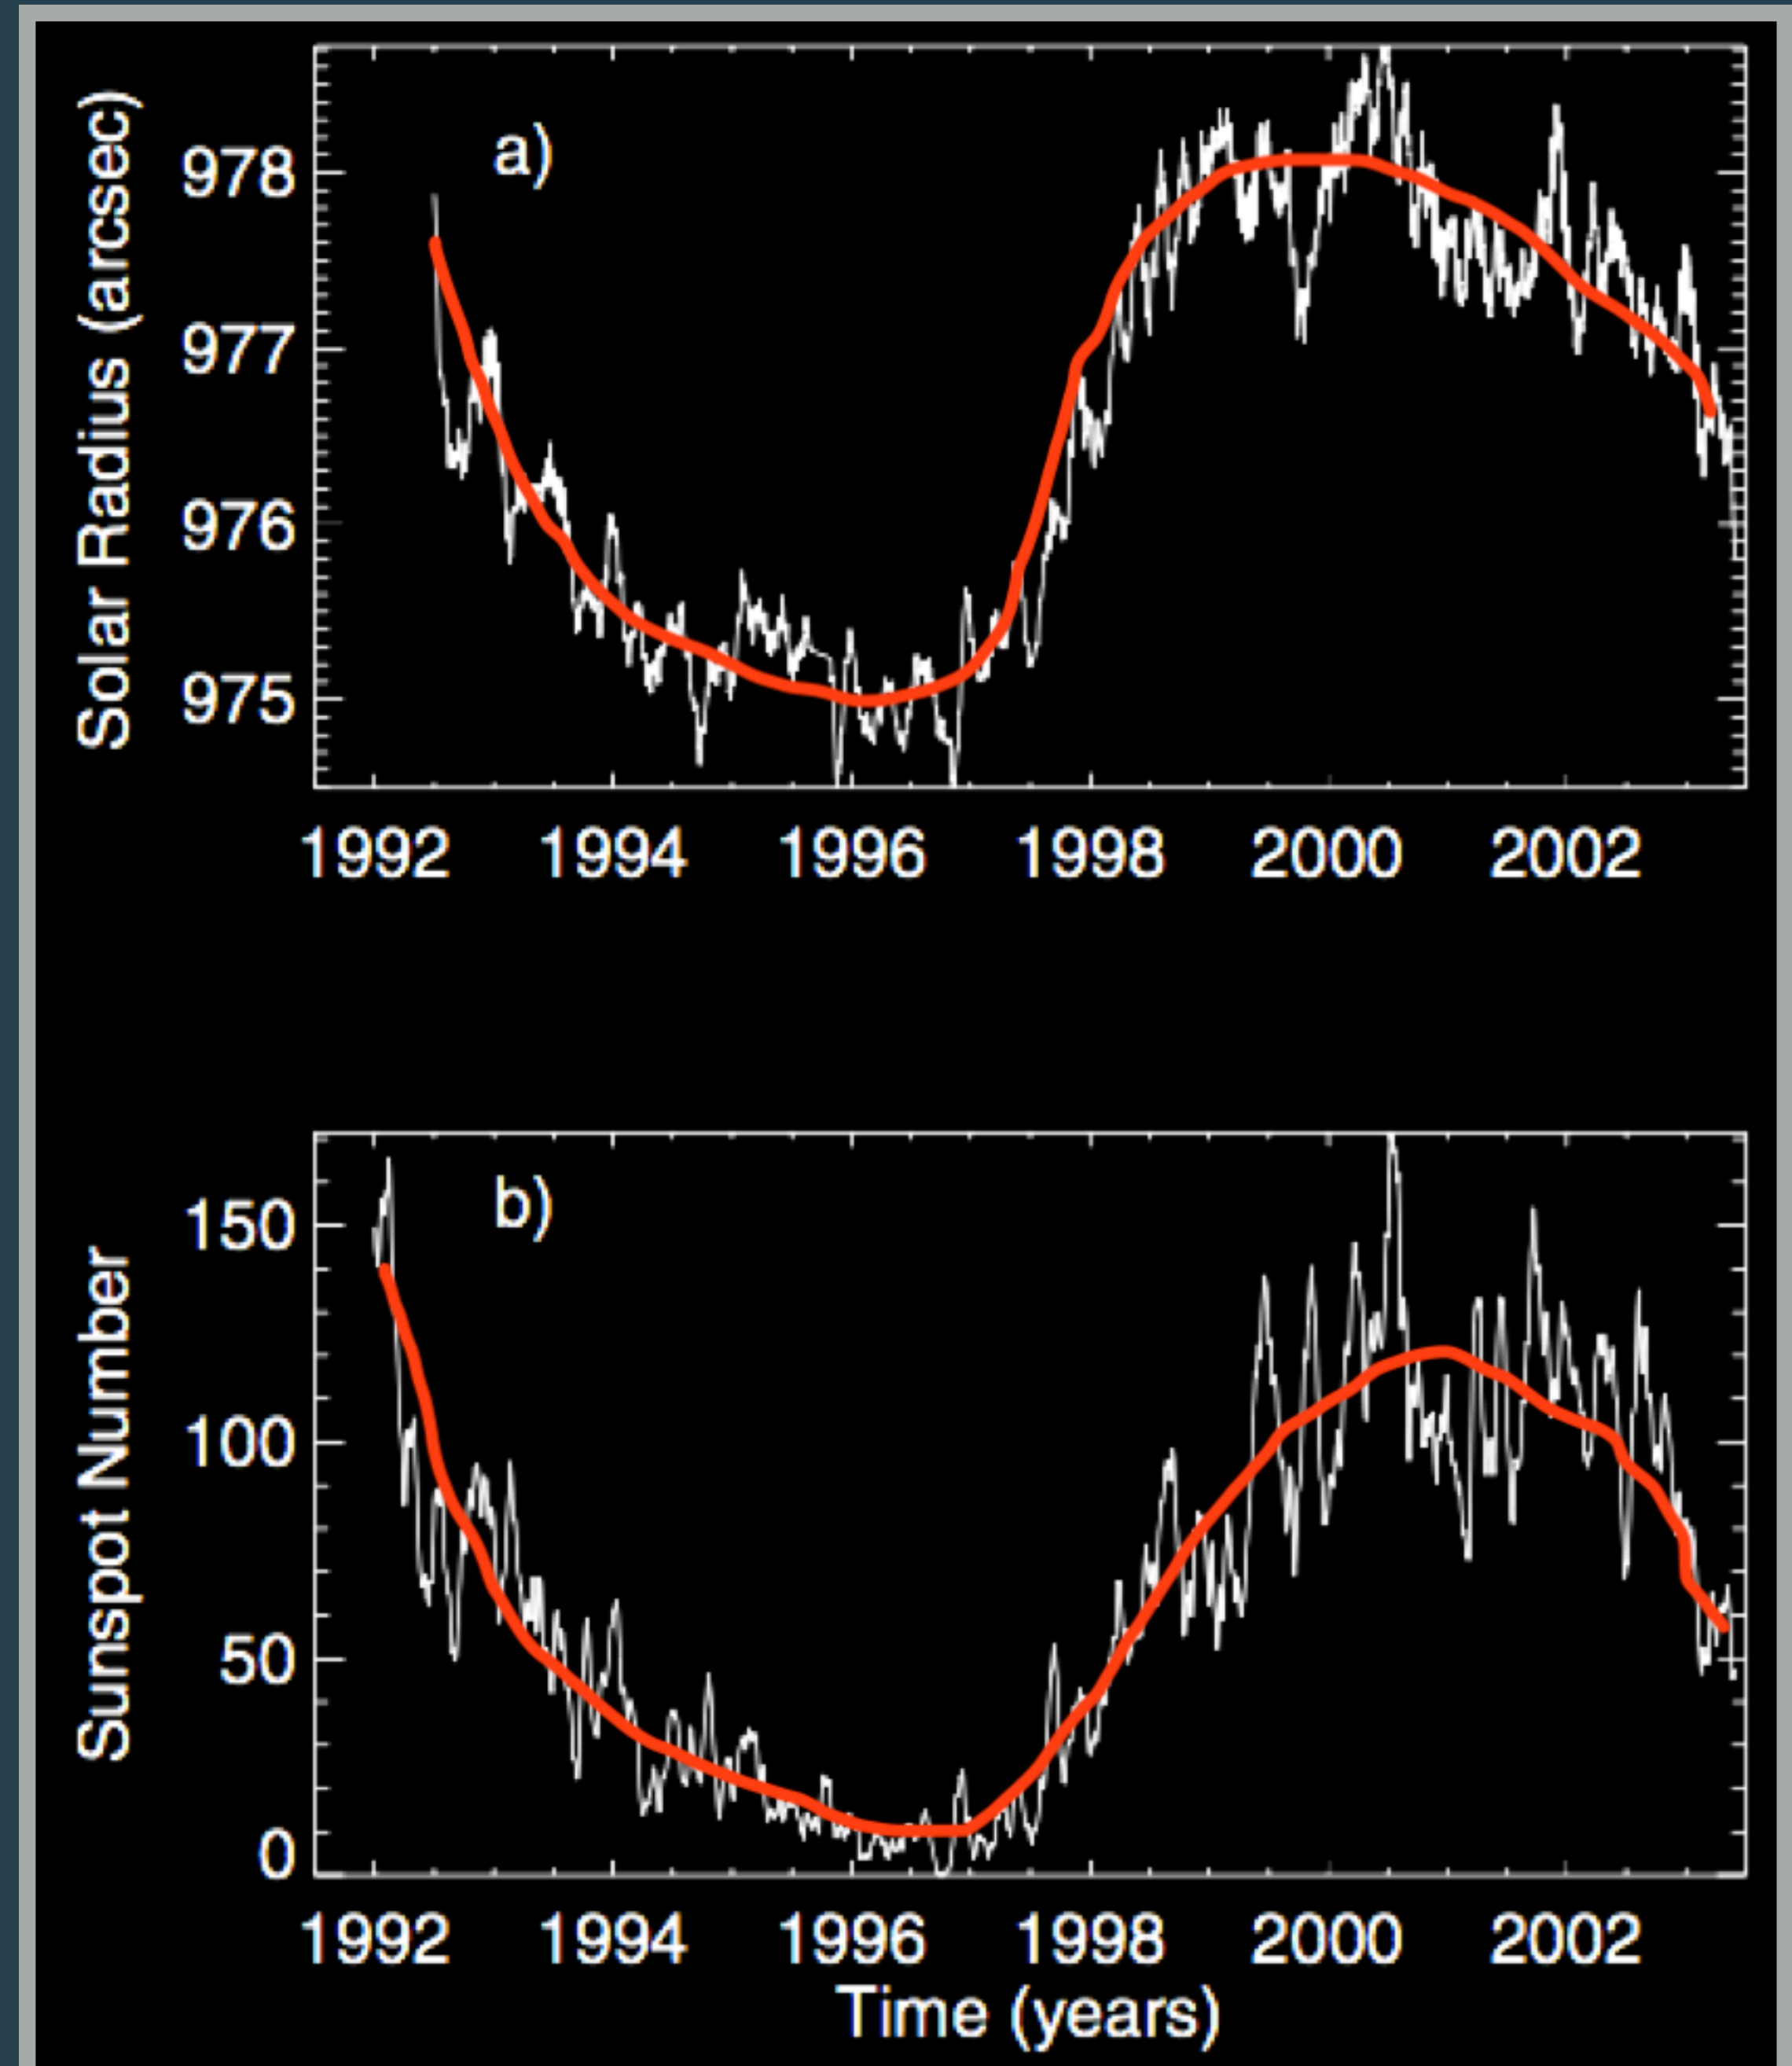 a)
Solar Radius (arcsec)
978
977
976
975
1992 1994 1996 1998 2000 2002
b)
Sunspot Number
150
100
50
0
1992 1994 1996 1998 2000 2002
Time (years)